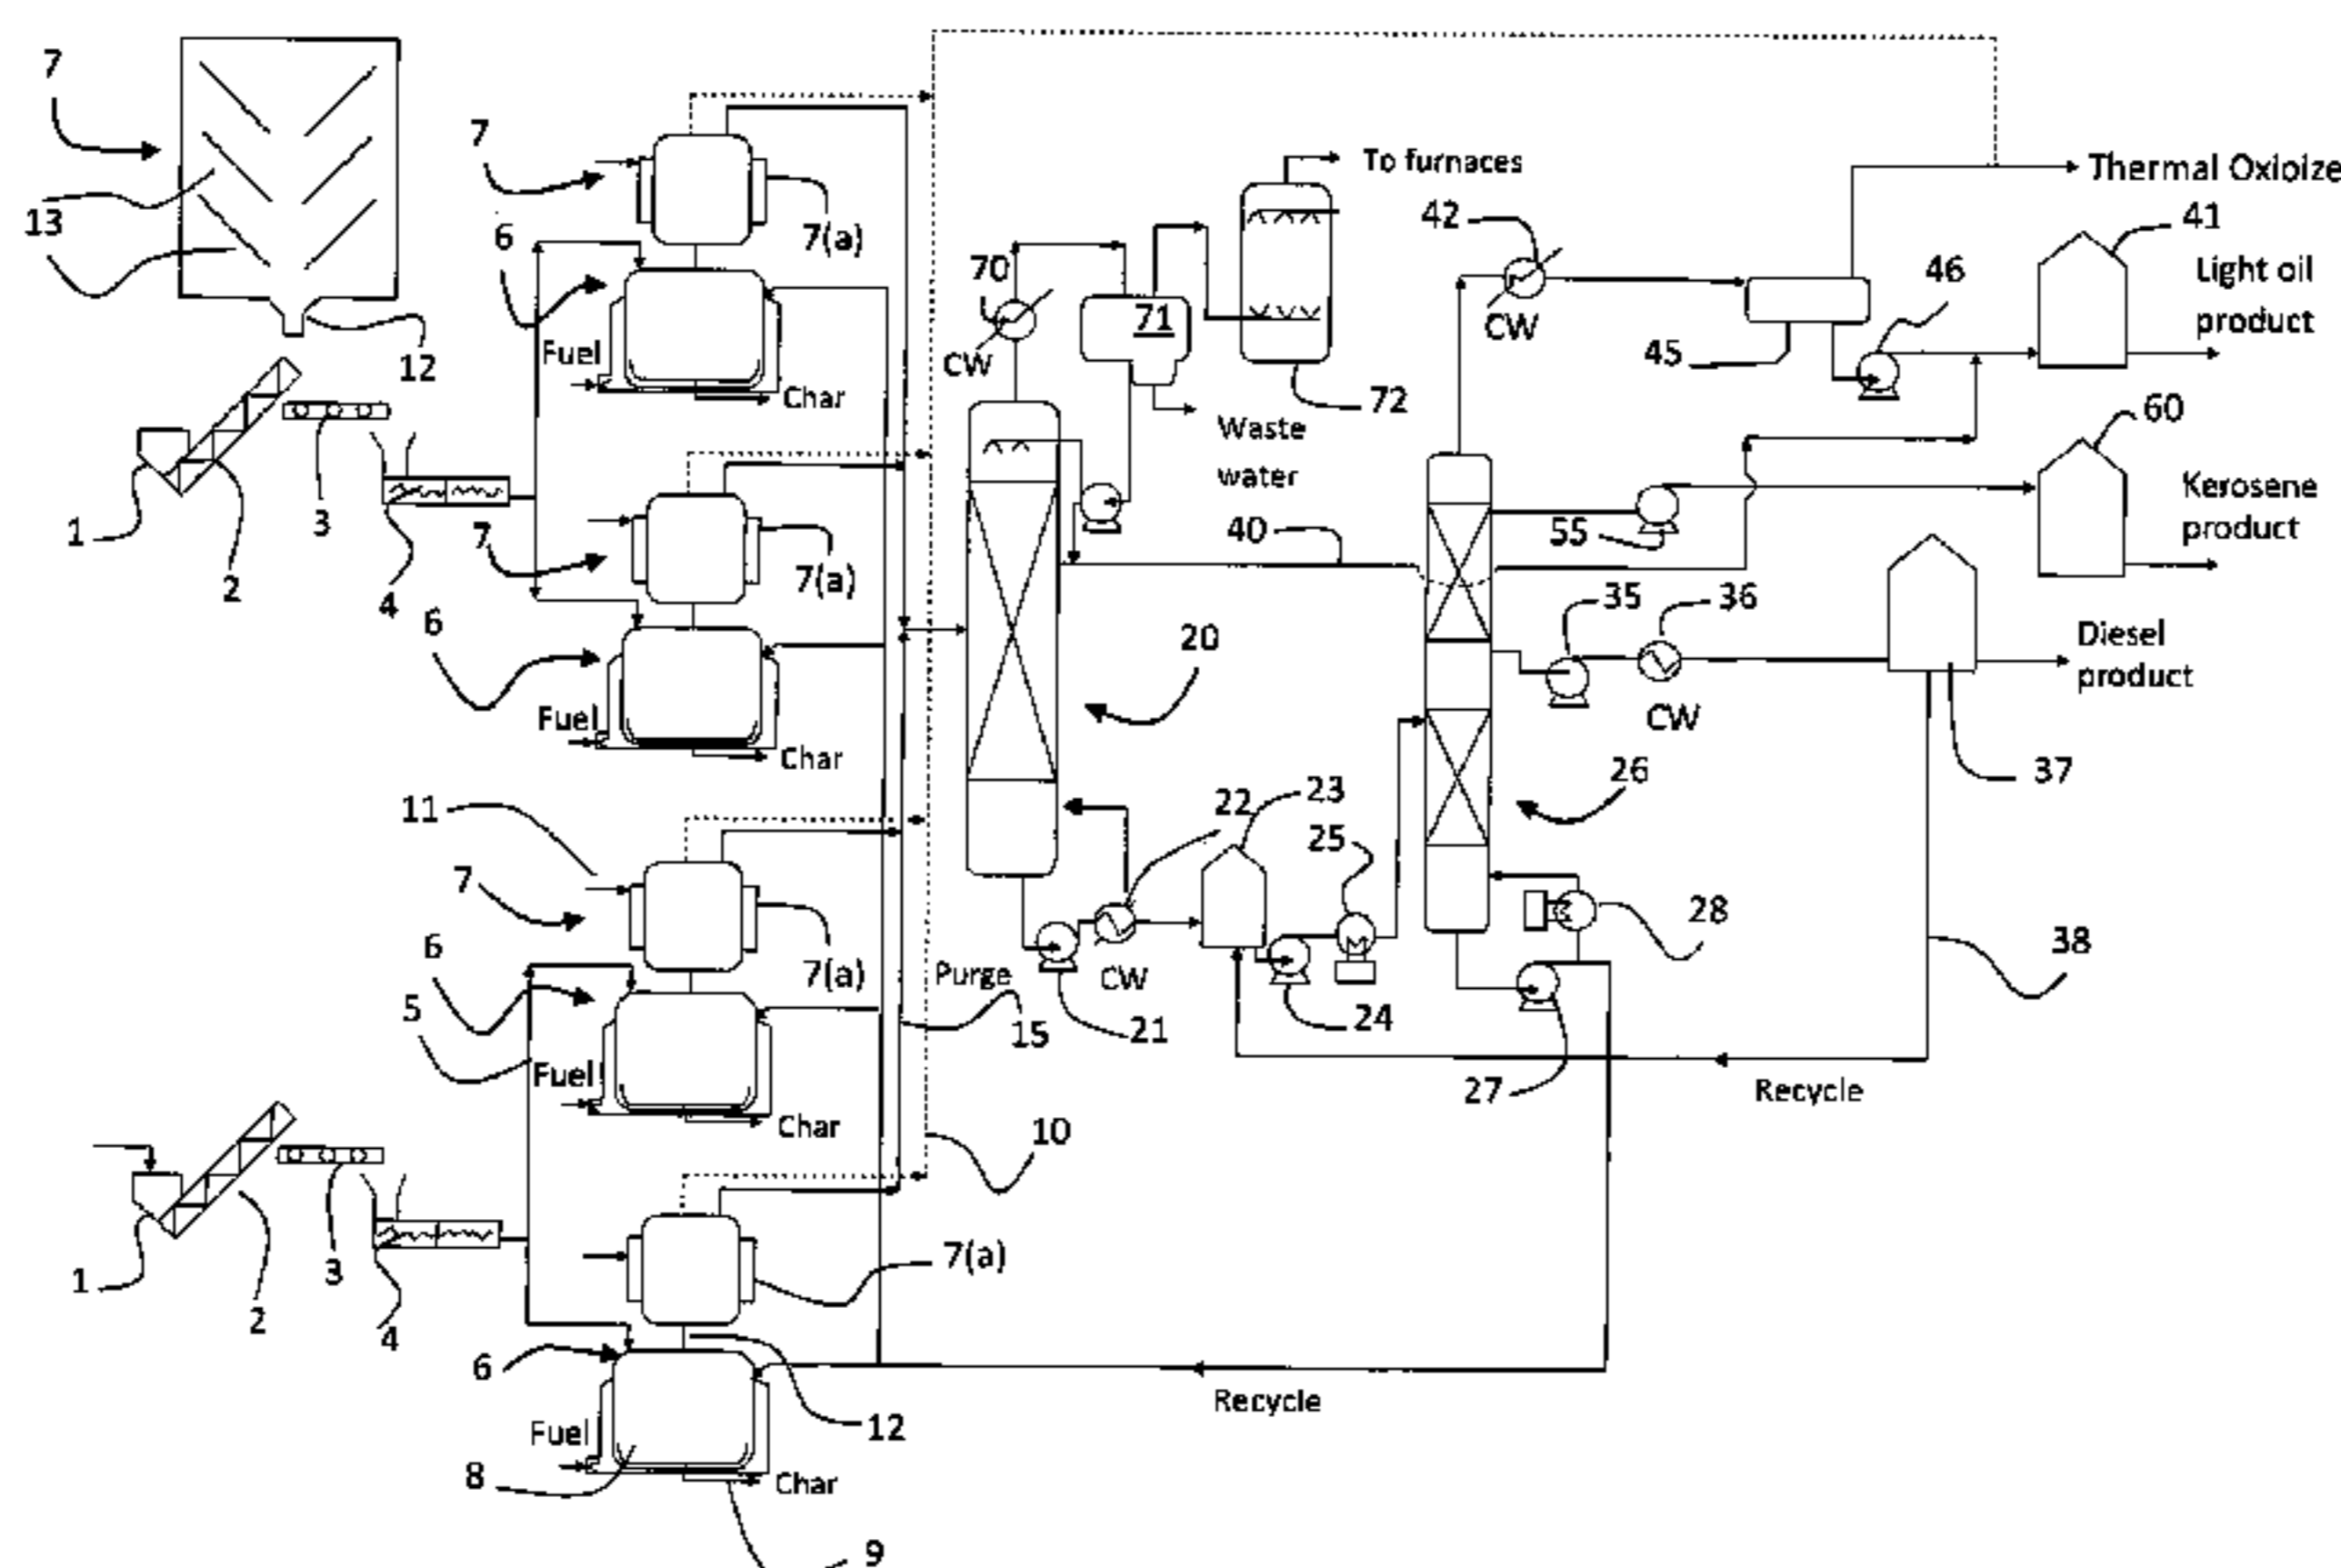 7
13
12
1
2
3
4
7
7(a)
6
Fuel
Char
7
7(a)
6
Fuel
Char
11
7
7(a)
6
5
Fuel
Char
1
2
3
4
7(a)
6
12
Fuel
8
Char
9
10
Purge
15
70
CW
71
To furnaces
72
Waste
water
20
40
21
22
CW
23
24
25
26
27
28
42
CW
45
46
Thermal Oxioize
41
Light oil
product
60
55
Kerosene
product
35
36
CW
37
Diesel
product
38
Recycle
Recycle